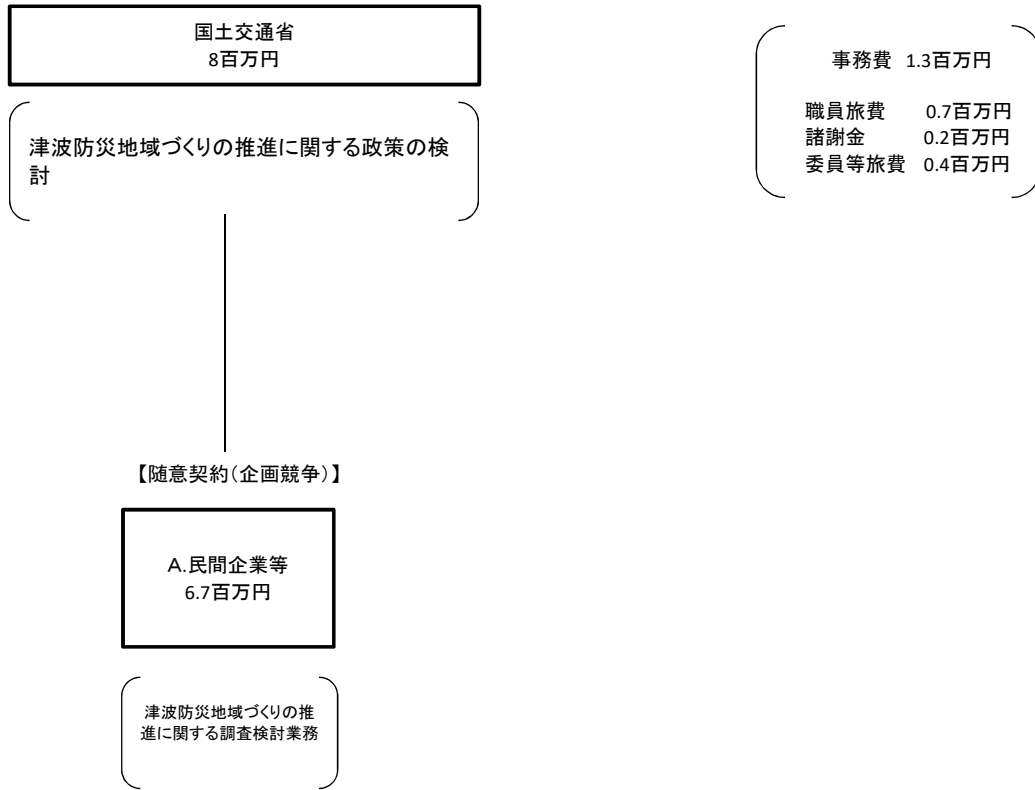 国土交通省
8百万円
津波防災地域づくりの推進に関する政策の検
討
事務費 1.3百万円
職員旅費 0.7百万円
諸謝金 0.2百万円
委員等旅費 0.4百万円
【随意契約(企画競争)】
A.民間企業等
6.7百万円
津波防災地域づくりの推
進に関する調査検討業務